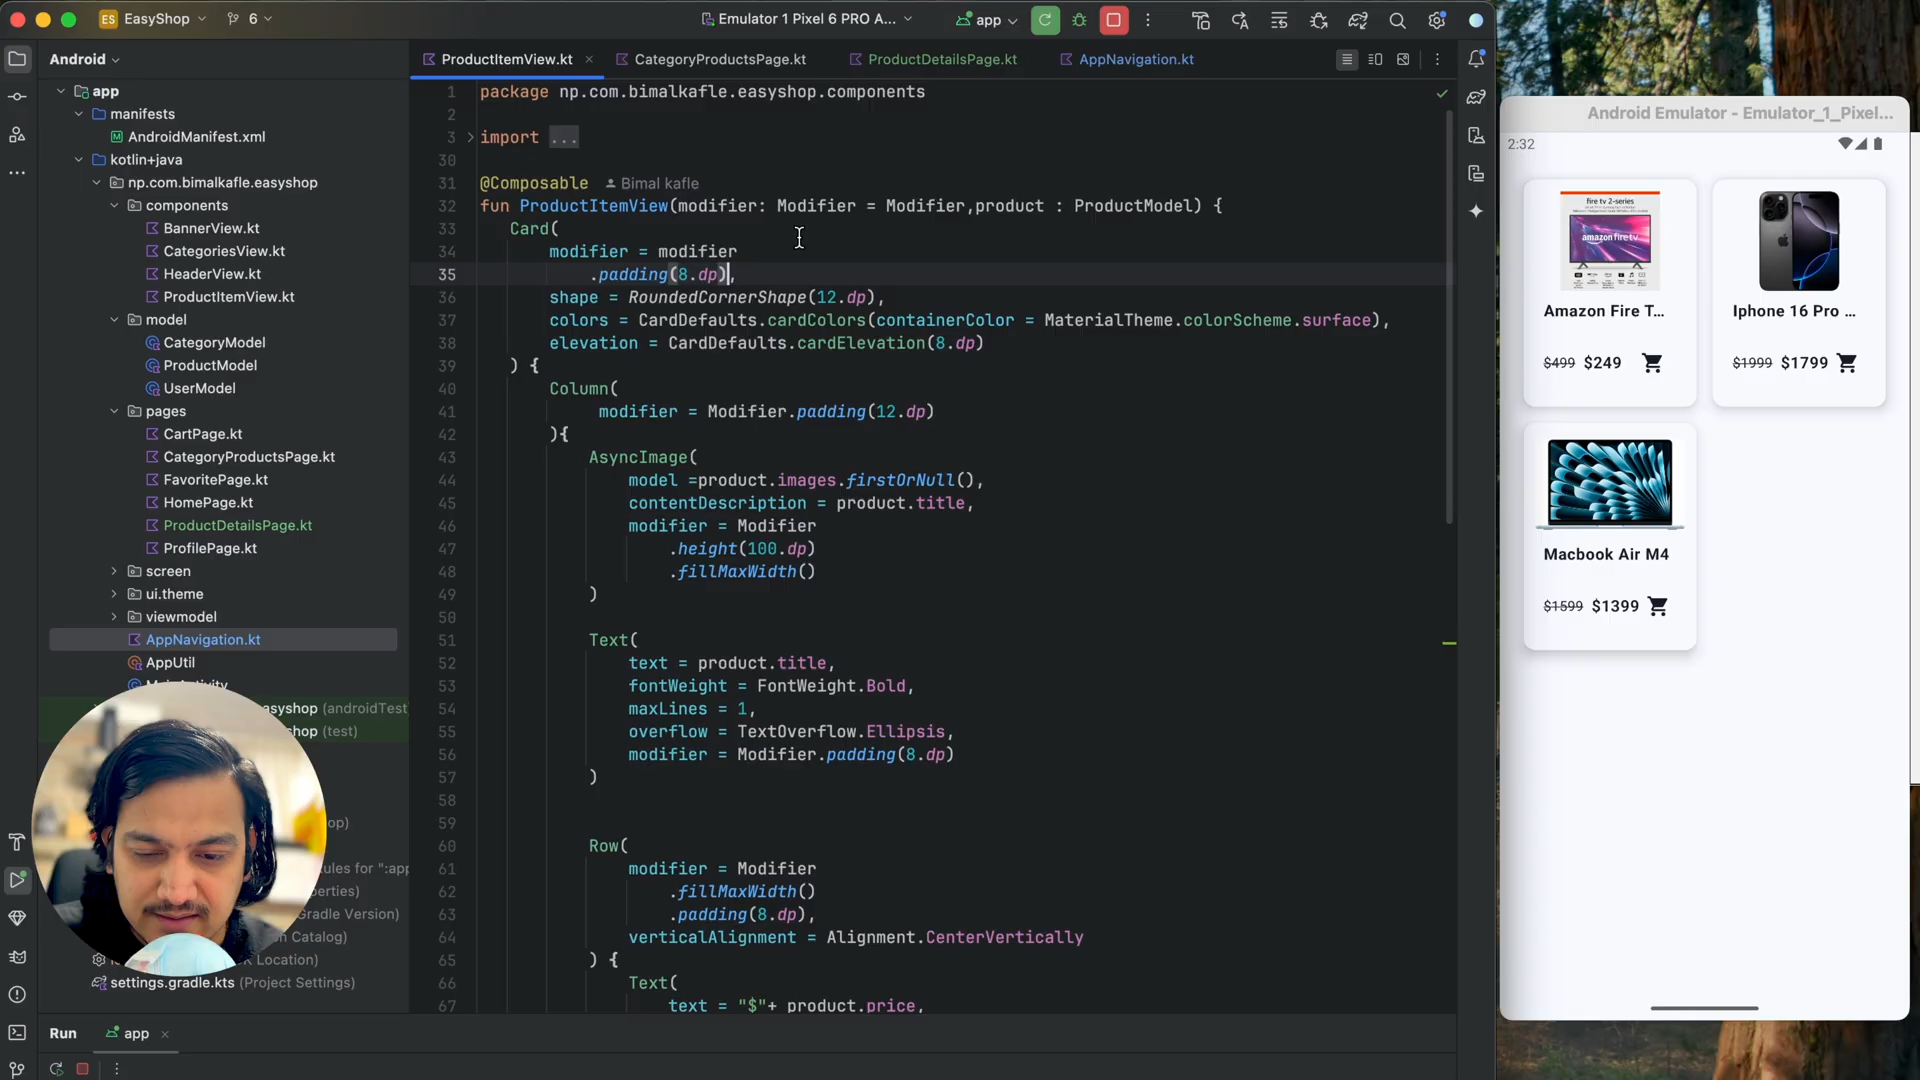 EasyShop
ES
6
Emulator 1 Pixel 6 PRO A...
app
Android
ProductItemView.kt
CategoryProductsPage.kt
ProductDetailsPage.kt
AppNavigation.kt
app
manifests
AndroidManifest.xml
kotlin+java
np.com.bimalkafle.easyshop
components
BannerView.kt
CategoriesView.kt
HeaderView.kt
ProductItemView.kt
model
CategoryModel
ProductModel
UserModel
pages
CartPage.kt
CategoryProductsPage.kt
FavoritePage.kt
HomePage.kt
ProductDetailsPage.kt
ProfilePage.kt
screen
ui.theme
viewmodel
AppNavigation.kt
AppUtil
(androidTest
(test)
settings.gradle.kts (Project Settings)
1 package np.com.bimalkafle.easyshop.components
2
3 import ...
30
31 @Composable Bimal kafle
32 fun ProductItemView(modifier: Modifier = Modifier,product : ProductModel) {
33 Card(
34 modifier = modifier
35 .padding(8.dp),
36 shape = RoundedCornerShape(12.dp),
37 colors = CardDefaults.cardColors(containerColor = MaterialTheme.colorScheme.surface),
38 elevation = CardDefaults.cardElevation(8.dp)
39 ) {
40 Column(
41 modifier = Modifier.padding(12.dp)
42 ){
43 AsyncImage(
44 model =product.images.firstOrNull(),
45 contentDescription = product.title,
46 modifier = Modifier
47 .height(100.dp)
48 .fillMaxWidth()
49 )
50
51 Text(
52 text = product.title,
53 fontWeight = FontWeight.Bold,
54 maxLines = 1,
55 overflow = TextOverflow.Ellipsis,
56 modifier = Modifier.padding(8.dp)
57 )
58
59
60 Row(
61 modifier = Modifier
62 .fillMaxWidth()
63 .padding(8.dp),
64 verticalAlignment = Alignment.CenterVertically
65 ) {
66 Text(
67 text = "$"+ product.price,
Run
app
Android Emulator - Emulator_1_Pixel...
2:32
fire tv 2-series
amazon fire tv
Amazon Fire T...
$499 $249
Iphone 16 Pro ...
$1999 $1799
Macbook Air M4
$1599 $1399